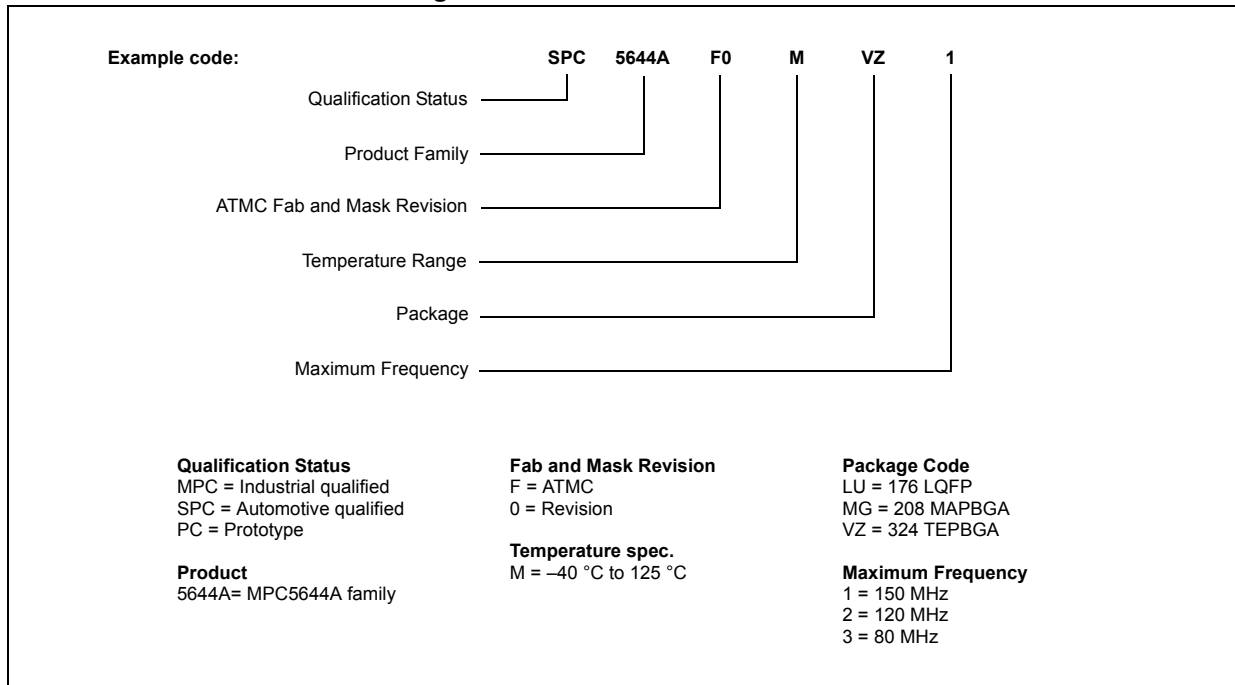 Example code: SPC 5644A F0 M VZ 1
Qualification Status
Product Family
ATMC Fab and Mask Revision
Temperature Range
Package
Maximum Frequency
Qualification Status
MPC = Industrial qualified
SPC = Automotive qualified
PC = Prototype
Product
5644A= MPC5644A family
Fab and Mask Revision
F = ATMC
0 = Revision
Temperature spec.
M = –40 °C to 125 °C
Package Code
LU = 176 LQFP
MG = 208 MAPBGA
VZ = 324 TEPBGA
Maximum Frequency
1 = 150 MHz
2 = 120 MHz
3 = 80 MHz